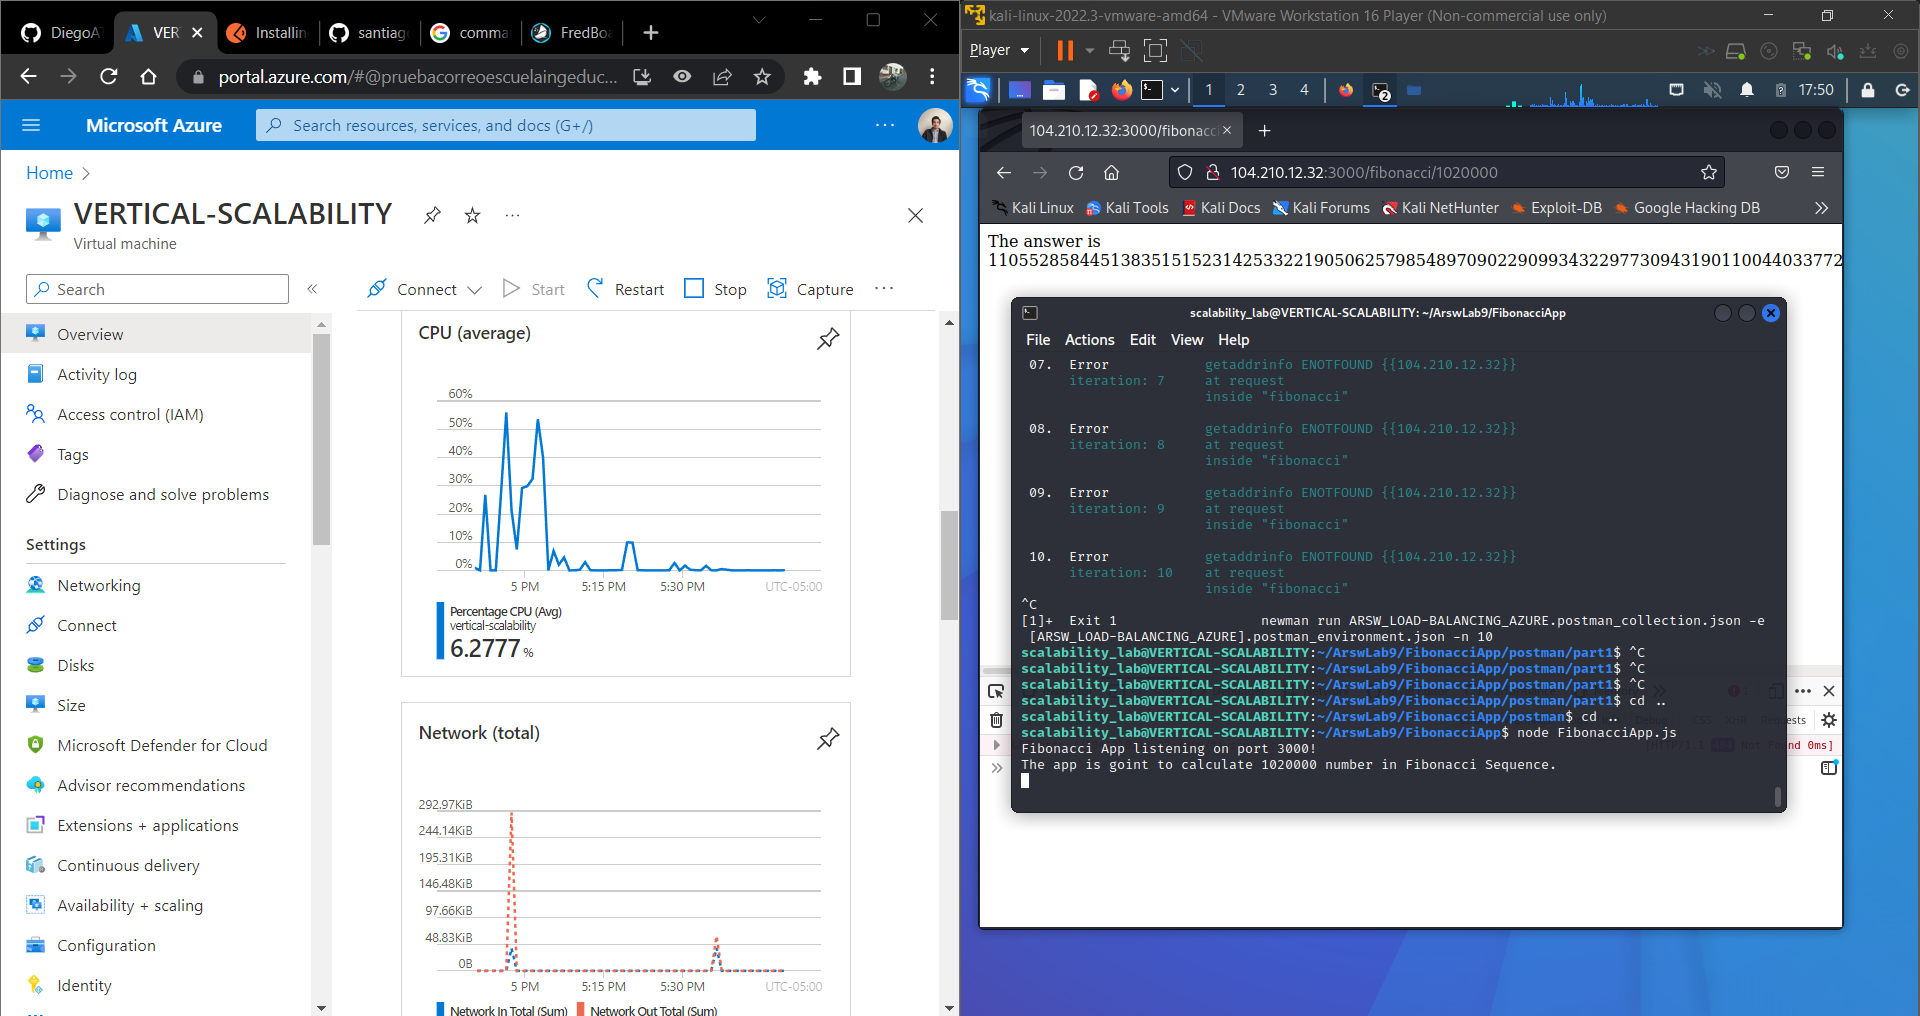 DiegoA
VER
Installin
santiag
comma
FredBo
portal.azure.com/#@pruebacorreoescuelaingeduc...
Microsoft Azure
Search resources, services, and docs (G+/)
Home
VERTICAL-SCALABILITY
Virtual machine
Search
Connect
Start
Restart
Stop
Capture
Overview
Activity log
Access control (IAM)
Tags
Diagnose and solve problems
Settings
Networking
Connect
Disks
Size
Microsoft Defender for Cloud
Advisor recommendations
Extensions + applications
Continuous delivery
Availability + scaling
Configuration
Identity
CPU (average)
60%
50%
40%
30%
20%
10%
0%
5 PM 5:15 PM 5:30 PM UTC-05:00
Percentage CPU (Avg)
vertical-scalability
6.2777 %
Network (total)
292.97KiB
244.14KiB
195.31KiB
146.48KiB
97.66KiB
48.83KiB
0B
5 PM 5:15 PM 5:30 PM UTC-05:00
Network In Total (Sum) Network Out Total (Sum)
kali-linux-2022.3-vmware-amd64 - VMware Workstation 16 Player (Non-commercial use only)
Player
1 2 3 4
17:50
104.210.12.32:3000/fibonacc
104.210.12.32:3000/fibonacci/1020000
Kali Linux Kali Tools Kali Docs Kali Forums Kali NetHunter Exploit-DB Google Hacking DB
The answer is
110552858445138351515231425332219050625798548970902290993432297730943190110044033772
scalability_lab@VERTICAL-SCALABILITY: ~/ArswLab9/FibonacciApp
File Actions Edit View Help
07. Error getaddrinfo ENOTFOUND {{104.210.12.32}}
iteration: 7 at request
inside "fibonacci"
08. Error getaddrinfo ENOTFOUND {{104.210.12.32}}
iteration: 8 at request
inside "fibonacci"
09. Error getaddrinfo ENOTFOUND {{104.210.12.32}}
iteration: 9 at request
inside "fibonacci"
10. Error getaddrinfo ENOTFOUND {{104.210.12.32}}
iteration: 10 at request
inside "fibonacci"
^C
[1]+ Exit 1 newman run ARSW_LOAD-BALANCING_AZURE.postman_collection.json -e
[ARSW_LOAD-BALANCING_AZURE].postman_environment.json -n 10
scalability_lab@VERTICAL-SCALABILITY:~/ArswLab9/FibonacciApp/postman/part1$ ^C
scalability_lab@VERTICAL-SCALABILITY:~/ArswLab9/FibonacciApp/postman/part1$ ^C
scalability_lab@VERTICAL-SCALABILITY:~/ArswLab9/FibonacciApp/postman/part1$ ^C
scalability_lab@VERTICAL-SCALABILITY:~/ArswLab9/FibonacciApp/postman/part1$ cd ..
scalability_lab@VERTICAL-SCALABILITY:~/ArswLab9/FibonacciApp/postman$ cd ..
scalability_lab@VERTICAL-SCALABILITY:~/ArswLab9/FibonacciApp$ node FibonacciApp.js
Fibonacci App listening on port 3000!
The app is goint to calculate 1020000 number in Fibonacci Sequence.